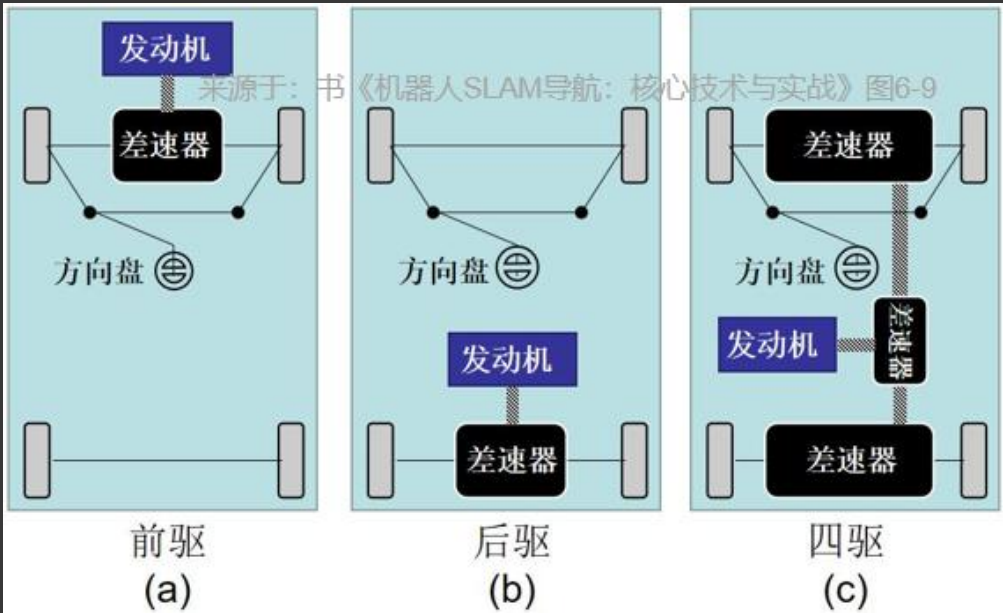 发动机
来源于：书《机器人SLAM导航：核心技术与实战》图6-9
差速器
差速器
方向盘
方向盘
方向盘
发动机
发动机
差速器
差速器
差速器
前驱
后驱
四驱
(a)
(b)
(c)